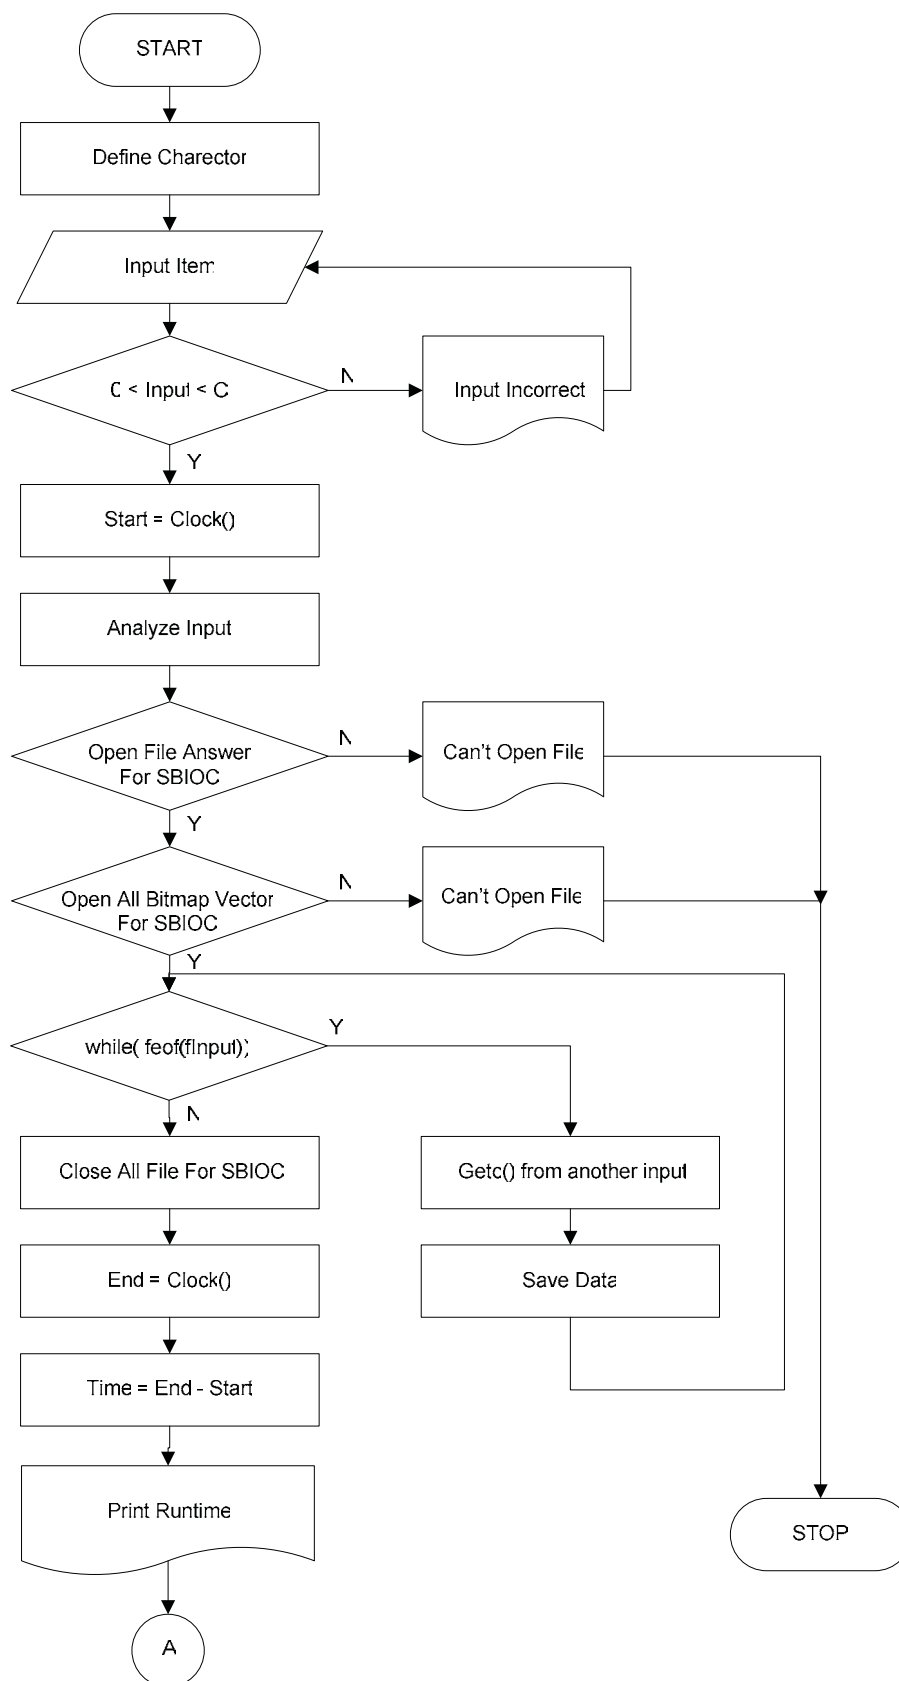 START
Define Charector
Input Item
0 < Input < C
N
Input Incorrect
Y
Start = Clock()
Analyze Input
Open File Answer
For SBIOC
N
Can't Open File
Y
Open All Bitmap Vector
For SBIOC
N
Can't Open File
Y
while( feof(fInput))
Y
N
Close All File For SBIOC
Getc() from another input
End = Clock()
Save Data
Time = End - Start
Print Runtime
STOP
A